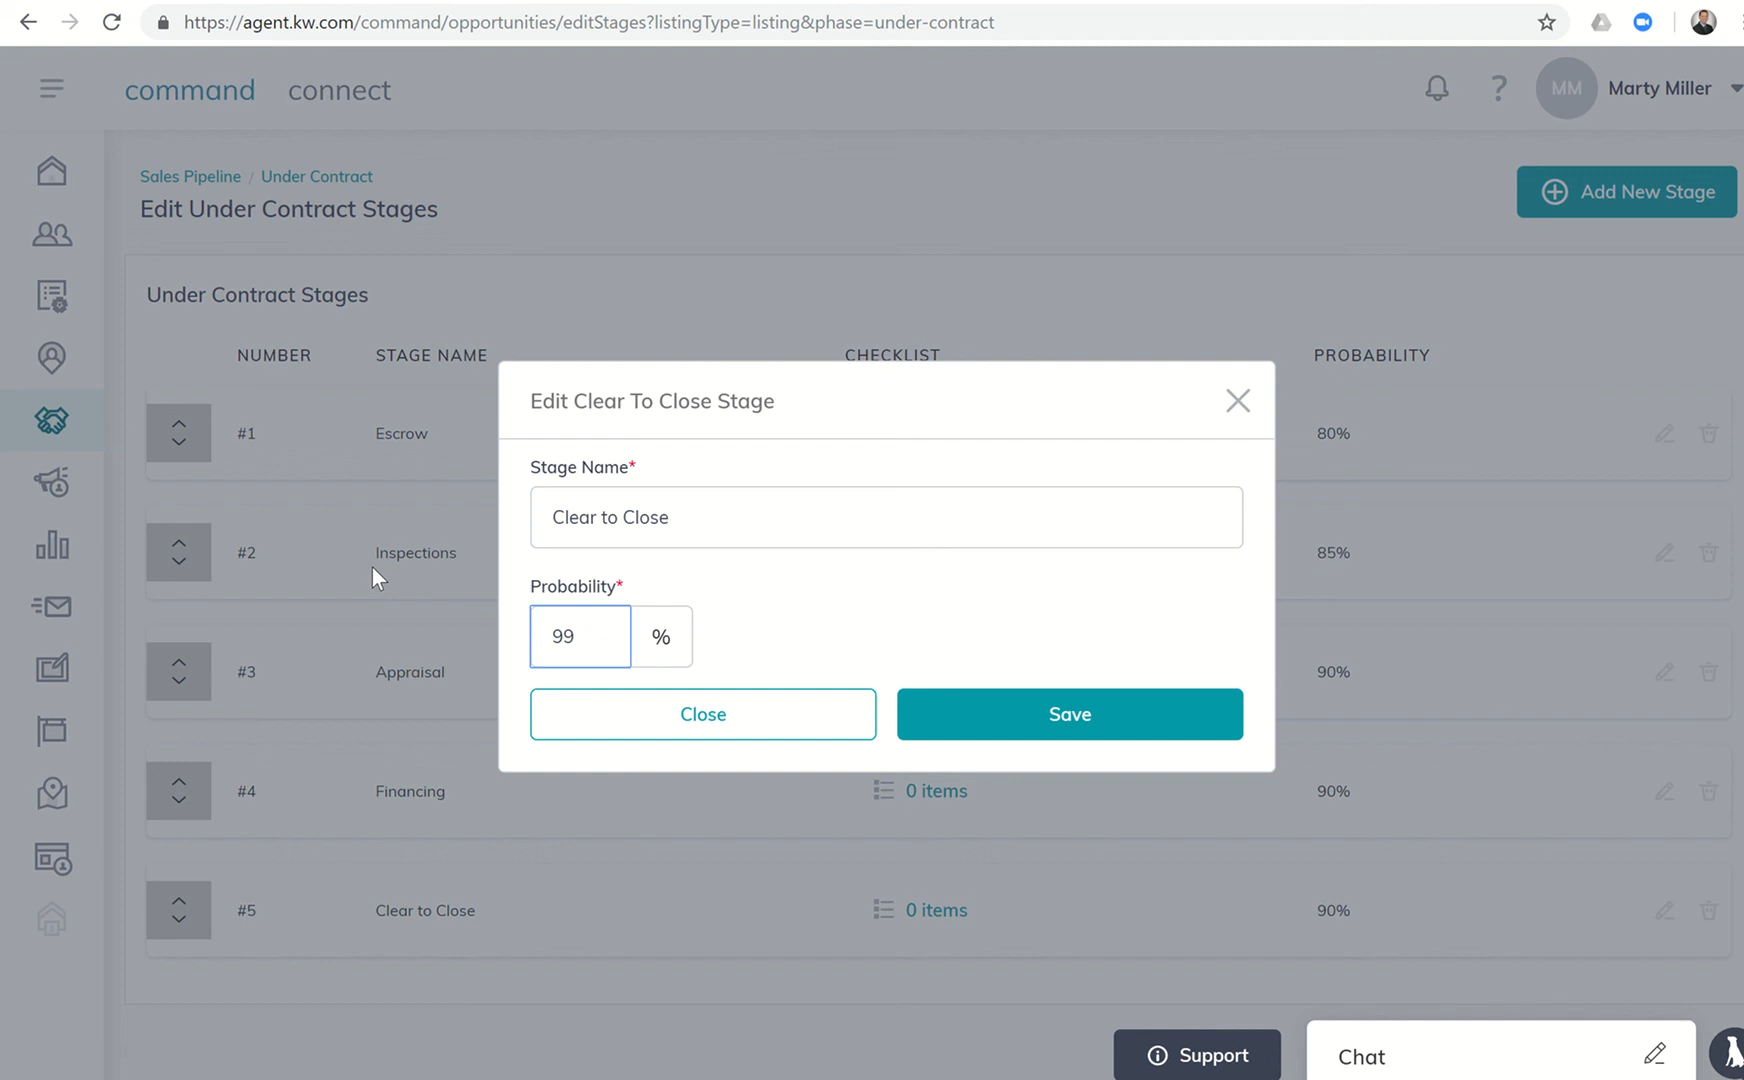 https://agent.kw.com/command/opportunities/editStages?listingType=listing&phase=under-contract
command connect
? MM Marty Miller
Sales Pipeline / Under Contract
Edit Under Contract Stages
Add New Stage
Under Contract Stages
NUMBER STAGE NAME CHECKLIST PROBABILITY
#1 Escrow 80%
#2 Inspections 85%
#3 Appraisal 90%
#4 Financing 0 items 90%
#5 Clear to Close 0 items 90%
Edit Clear To Close Stage
Stage Name*
Clear to Close
Probability*
99 %
Close Save
Support
Chat